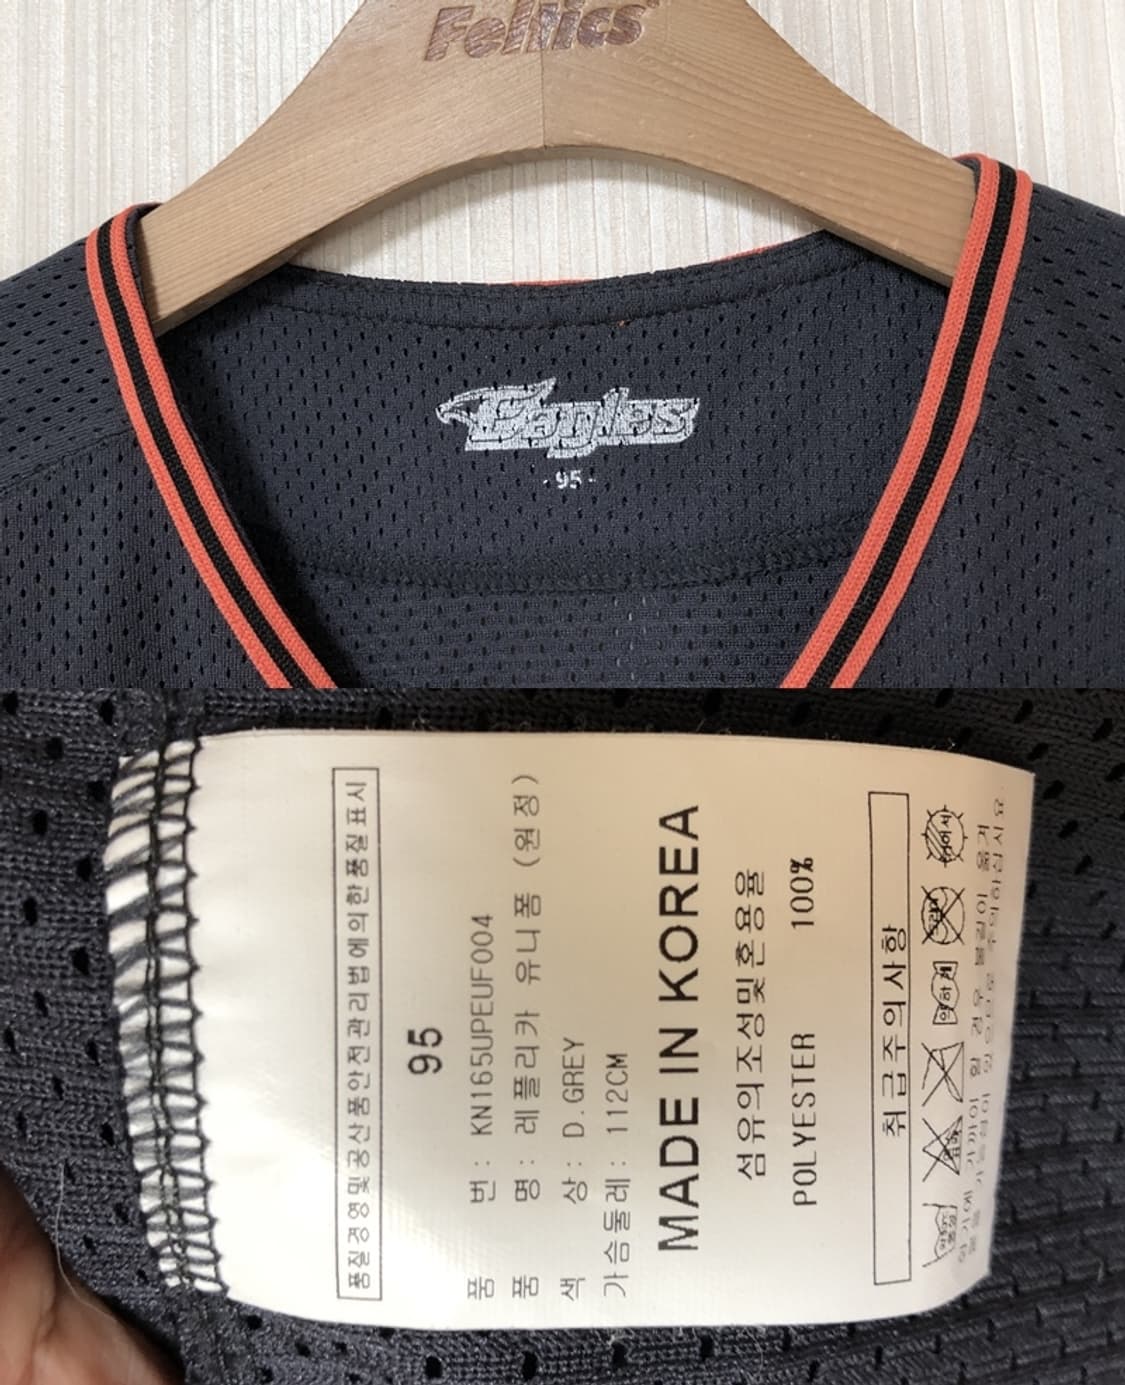 Feltics
Eagles
·95·
품질경영및공산품안전관리법에의한품질표시
95
품 번: KN165UPEUF004
품 명: 레플리카 유니폼 (원정)
색 상: D.GREY
가슴둘레: 112CM
MADE IN KOREA
섬유의조성및혼용율
POLYESTER 100%
취급주의사항
약하게